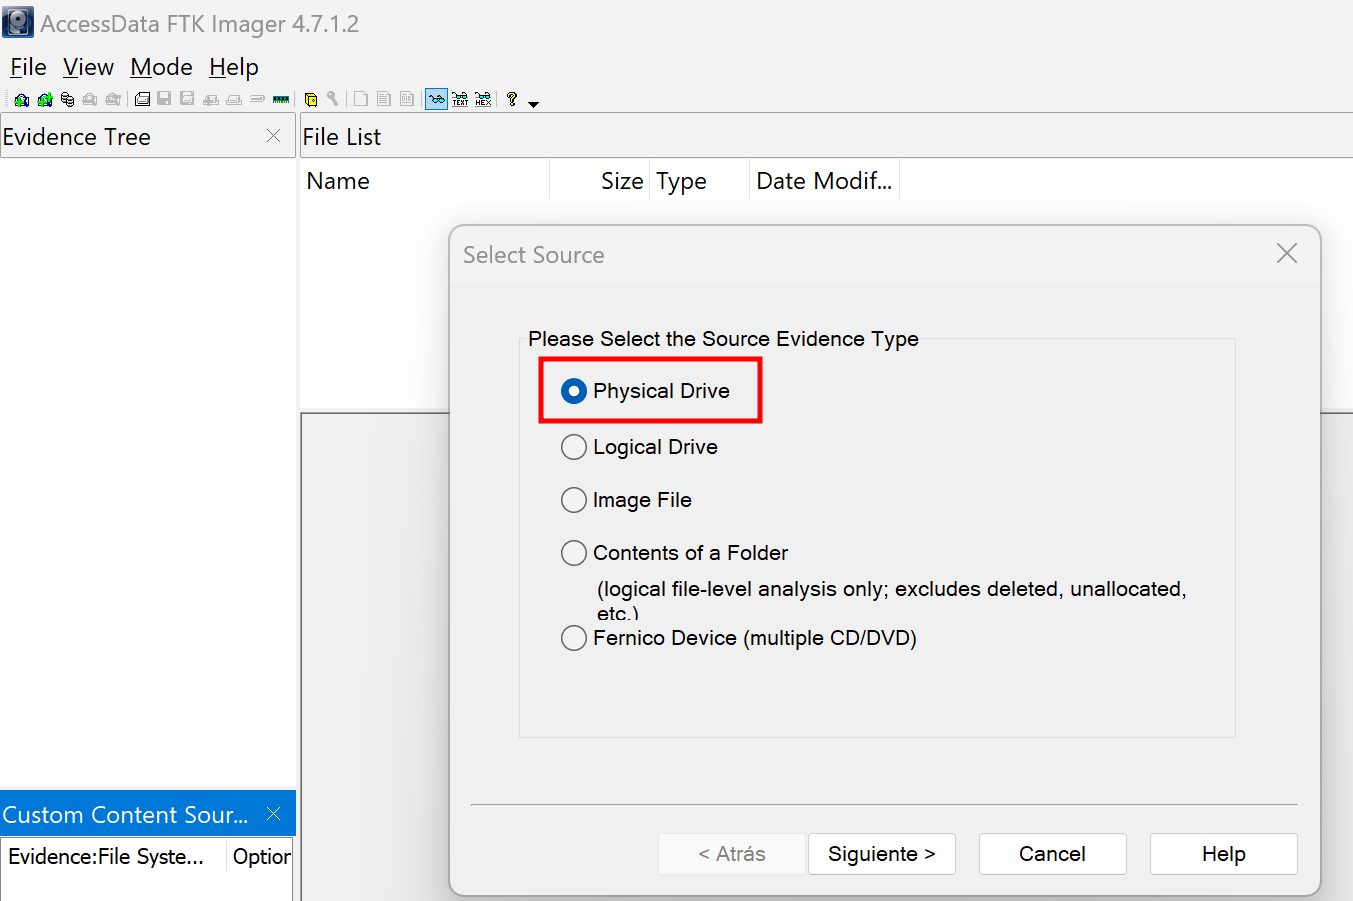 AccessData FTK Imager 4.7.1.2
File View Mode Help
Evidence Tree
File List
Name Size Type Date Modif...
Select Source
Please Select the Source Evidence Type
Physical Drive
Logical Drive
Image File
Contents of a Folder
(logical file-level analysis only; excludes deleted, unallocated,
etc.)
Fernico Device (multiple CD/DVD)
< Atrás Siguiente > Cancel Help
Custom Content Sour...
Evidence:File Syste... Option